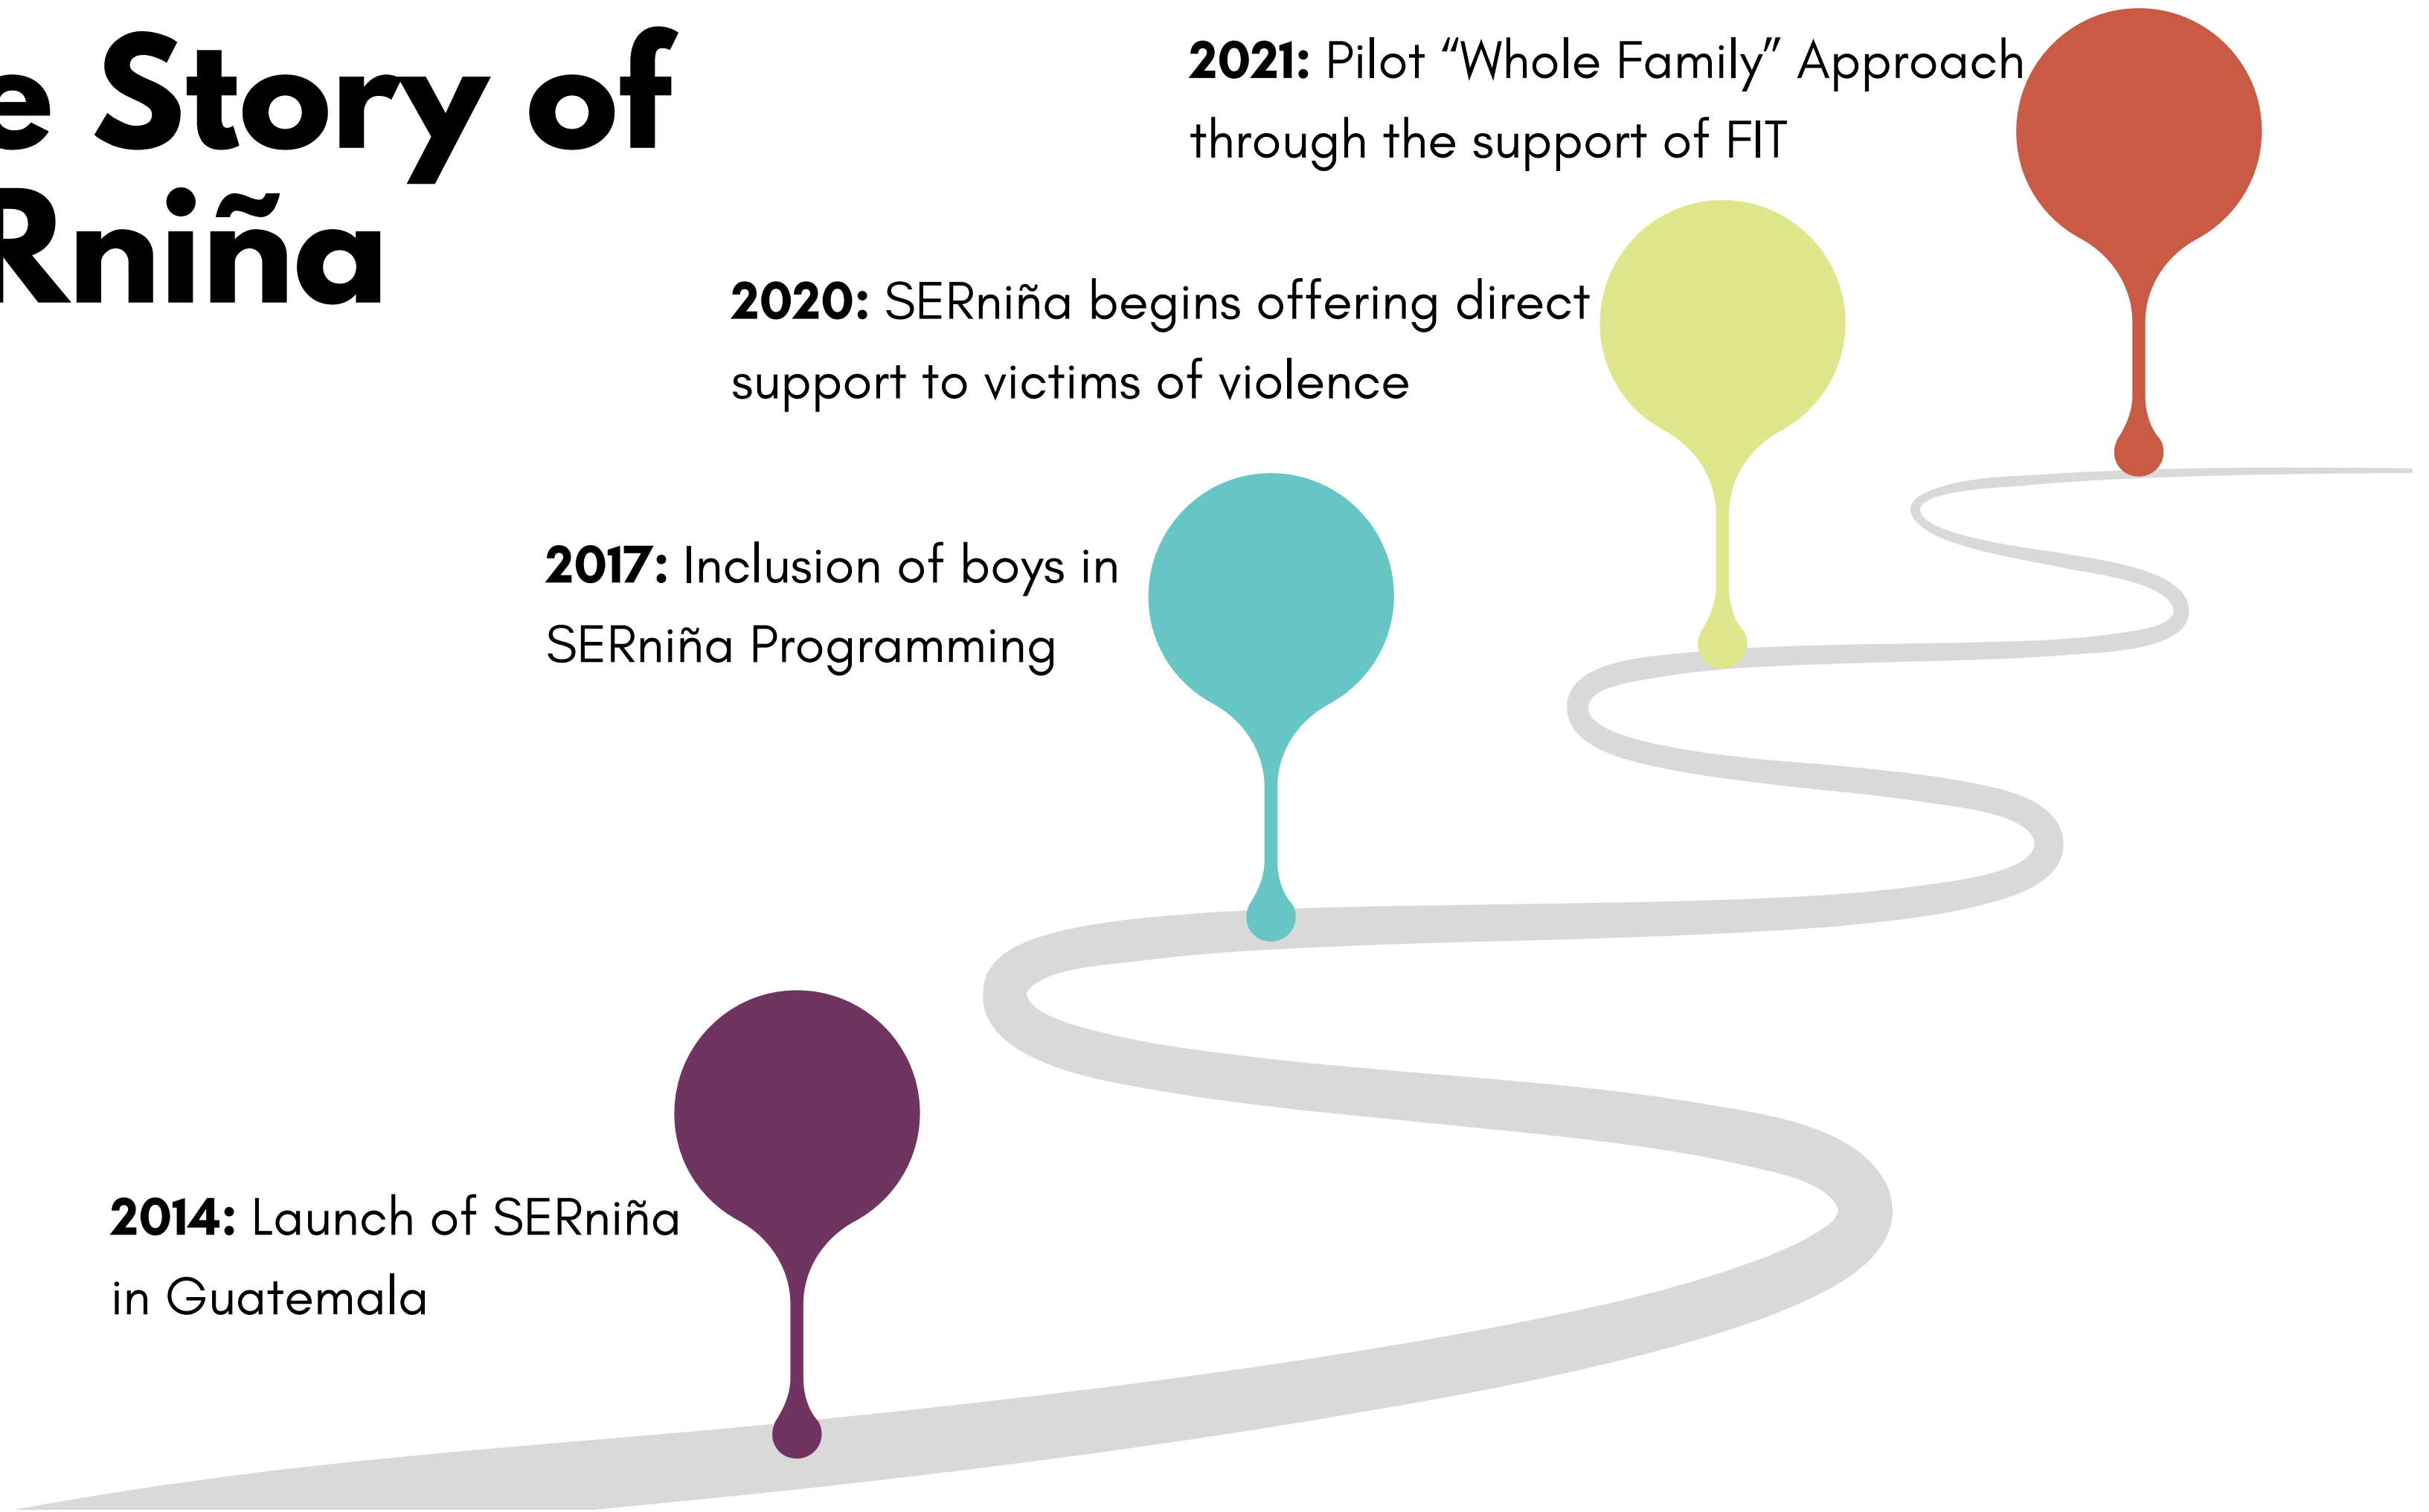 e Story of
Rniña
2021: Pilot “Whole Family” Approach
through the support of FIT
2020: SERniña begins offering direct
support to victims of violence
2017: Inclusion of boys in
SERniña Programming
2014: Launch of SERniña
in Guatemala